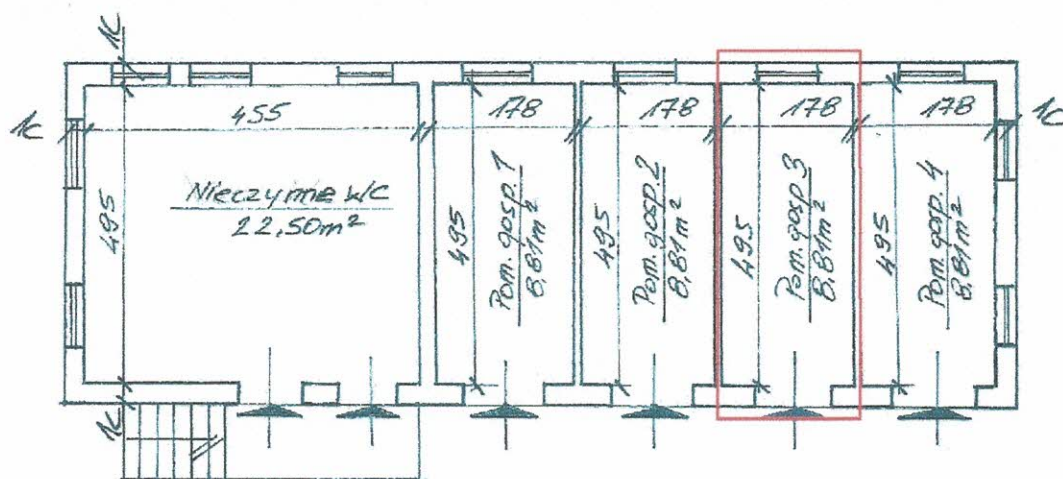 1c
1c
455
178
178
178
178
1c
Nieczynne wc
22,50m²
495
495
Pom. gosp. 1
8,81m²
495
Pom. gosp. 2
8,81m²
495
Pom. gosp. 3
8,81m²
495
Pom. gosp. 4
8,81m²
1c